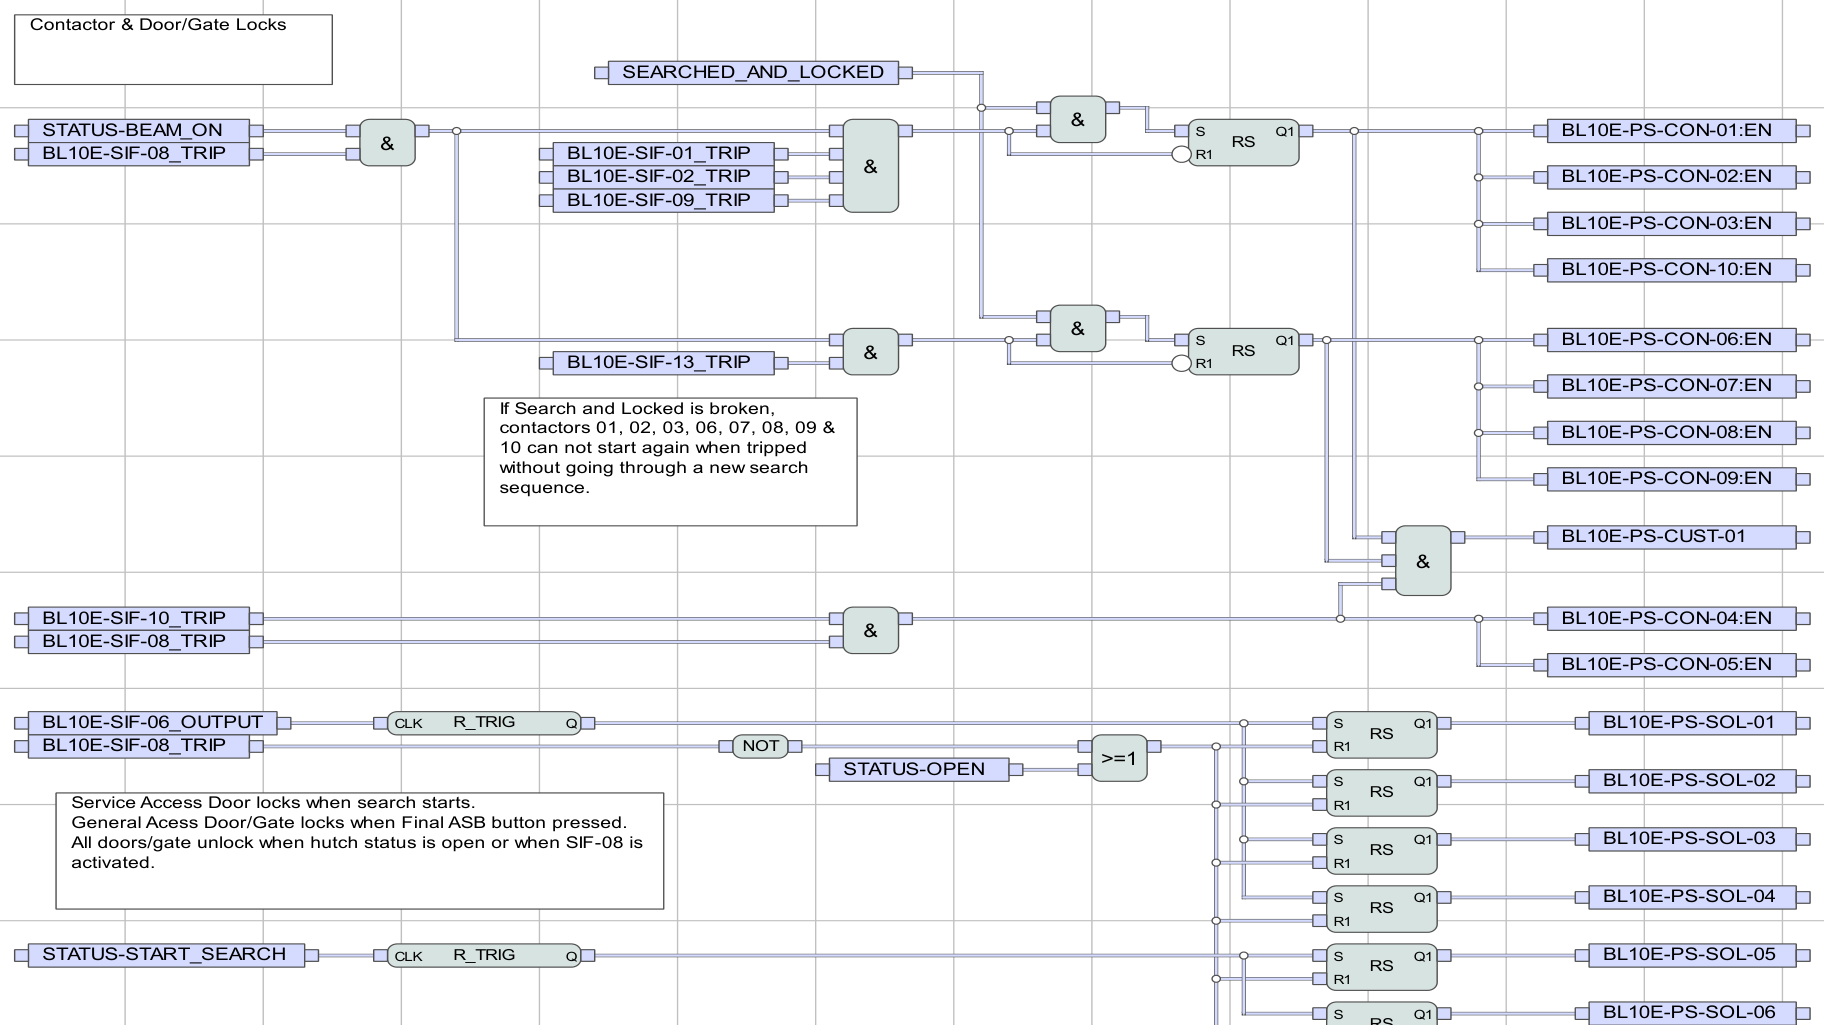 Contactor & Door/Gate Locks
SEARCHED_AND_LOCKED
STATUS-BEAM_ON
BL10E-SIF-08_TRIP
&
BL10E-SIF-01_TRIP
BL10E-SIF-02_TRIP
BL10E-SIF-09_TRIP
&
&
S Q1
RS
R1
BL10E-PS-CON-01:EN
BL10E-PS-CON-02:EN
BL10E-PS-CON-03:EN
BL10E-PS-CON-10:EN
BL10E-SIF-13_TRIP
&
&
S Q1
RS
R1
BL10E-PS-CON-06:EN
BL10E-PS-CON-07:EN
BL10E-PS-CON-08:EN
BL10E-PS-CON-09:EN
If Search and Locked is broken,
contactors 01, 02, 03, 06, 07, 08, 09 &
10 can not start again when tripped
without going through a new search
sequence.
&
BL10E-PS-CUST-01
BL10E-SIF-10_TRIP
BL10E-SIF-08_TRIP
&
BL10E-PS-CON-04:EN
BL10E-PS-CON-05:EN
BL10E-SIF-06_OUTPUT
BL10E-SIF-08_TRIP
CLK R_TRIG Q
NOT
STATUS-OPEN
>=1
S Q1
RS
R1
BL10E-PS-SOL-01
S Q1
RS
R1
BL10E-PS-SOL-02
S Q1
RS
R1
BL10E-PS-SOL-03
S Q1
RS
R1
BL10E-PS-SOL-04
Service Access Door locks when search starts.
General Acess Door/Gate locks when Final ASB button pressed.
All doors/gate unlock when hutch status is open or when SIF-08 is
activated.
STATUS-START_SEARCH
CLK R_TRIG Q
S Q1
RS
R1
BL10E-PS-SOL-05
S Q1
RS
BL10E-PS-SOL-06